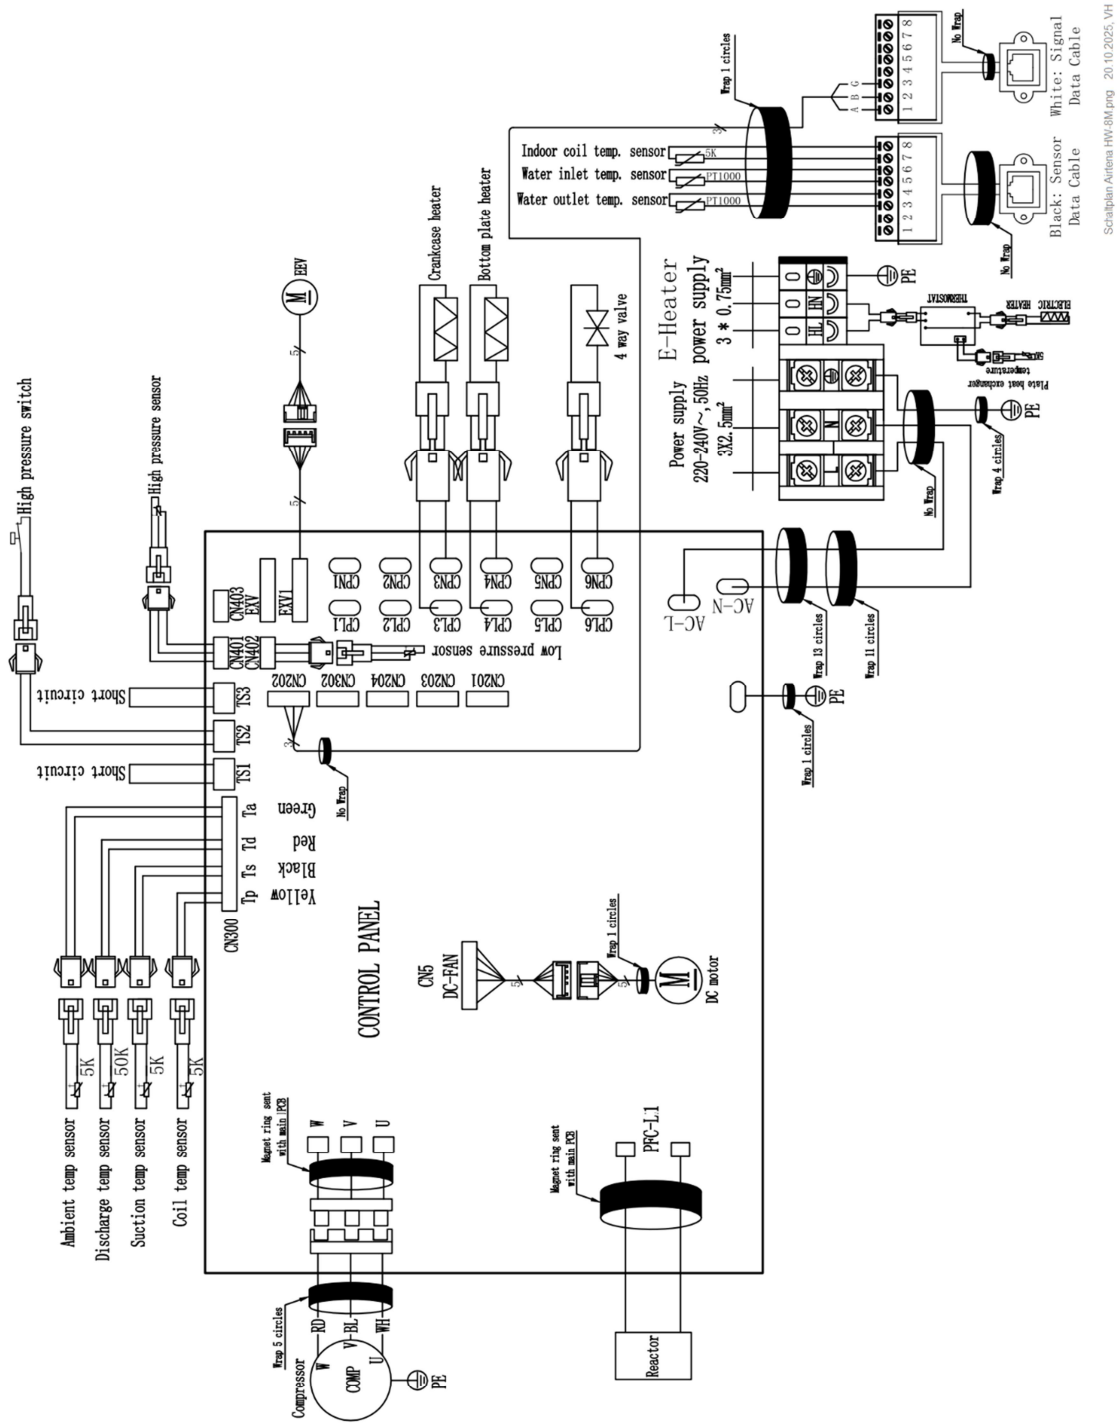 High pressure switch
High pressure sensor
M
EEV
5
5
Crankcase heater
Bottom plate heater
4 way valve
Indoor coil temp. sensor
5K
Water inlet temp. sensor
PT1000
Water outlet temp. sensor
PT1000
3
Wrap 1 circles
A B G
1 2 3 4 5 6 7 8
No Wrap
White: Signal
Data Cable
1 2 3 4 5 6 7 8
No Wrap
Black: Sensor
Data Cable
Schaltplan Airtena HW-8M.png 20.10.2025, VH
E-Heater
power supply
3 * 0.75mm²
Power supply
220-240V~,50Hz
3X2.5mm²
HL
HN
PE
L
N
THERMOSTAT
ELECTRIC
HEATER
50K
Plate heat exchanger
temperature
No Wrap
Wrap 4 circles
PE
Short circuit
Short circuit
TS3
TS2
TS1
CN401
CN402
CN403
EXV
EXV1
CPN1
CPN2
CPN3
CPN4
CPN5
CPN6
CPL1
CPL2
CPL3
CPL4
CPL5
CPL6
Low pressure sensor
CN202
CN302
CN204
CN203
CN201
3
No Wrap
AC-L
AC-N
Wrap 13 circles
Wrap 11 circles
Wrap 1 circles
PE
Ta
Green
Td
Red
Ts
Black
Tp
Yellow
CN300
CONTROL PANEL
CN5
DC-FAN
5
5
Wrap 1 circles
M
DC motor
5K
50K
5K
5K
Ambient temp sensor
Discharge temp sensor
Suction temp sensor
Coil temp sensor
Magnet ring sent
with main PCB
W
V
U
Magnet ring sent
with main PCB
PFC-L1
Wrap 5 circles
RD
BL
WH
W
V
U
Compressor
COMP
PE
Reactor